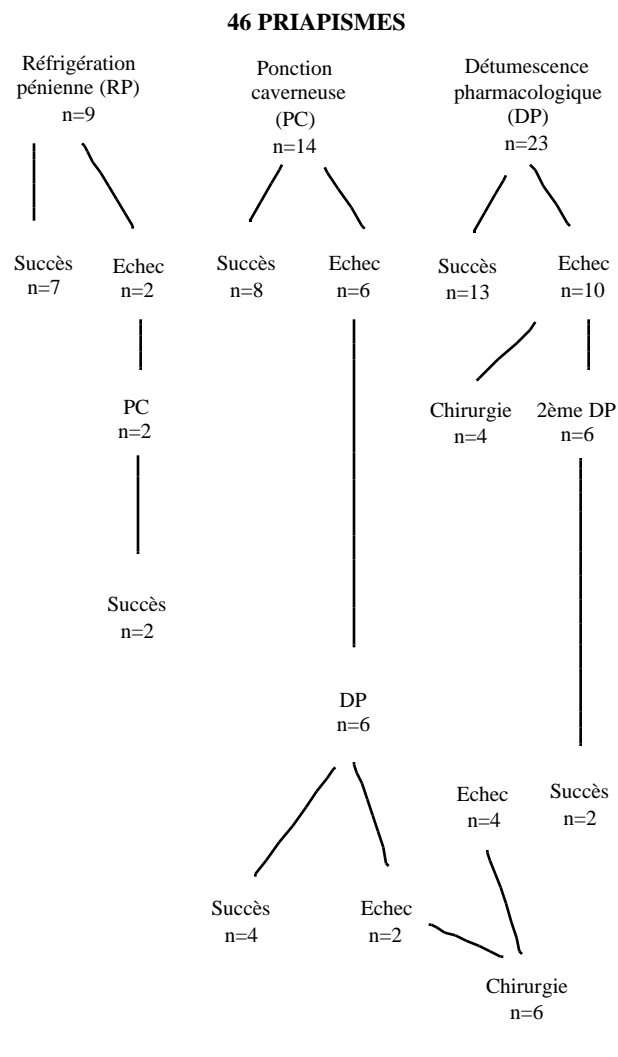 46 PRIAPISMES
Réfrigération
pénienne (RP)
n=9
Ponction
caverneuse
(PC)
n=14
Détumescence
pharmacologique
(DP)
n=23
Succès
n=7
Echec
n=2
Succès
n=8
Echec
n=6
Succès
n=13
Echec
n=10
PC
n=2
Chirurgie
n=4
2ème DP
n=6
Succès
n=2
DP
n=6
Echec
n=4
Succès
n=2
Succès
n=4
Echec
n=2
Chirurgie
n=6